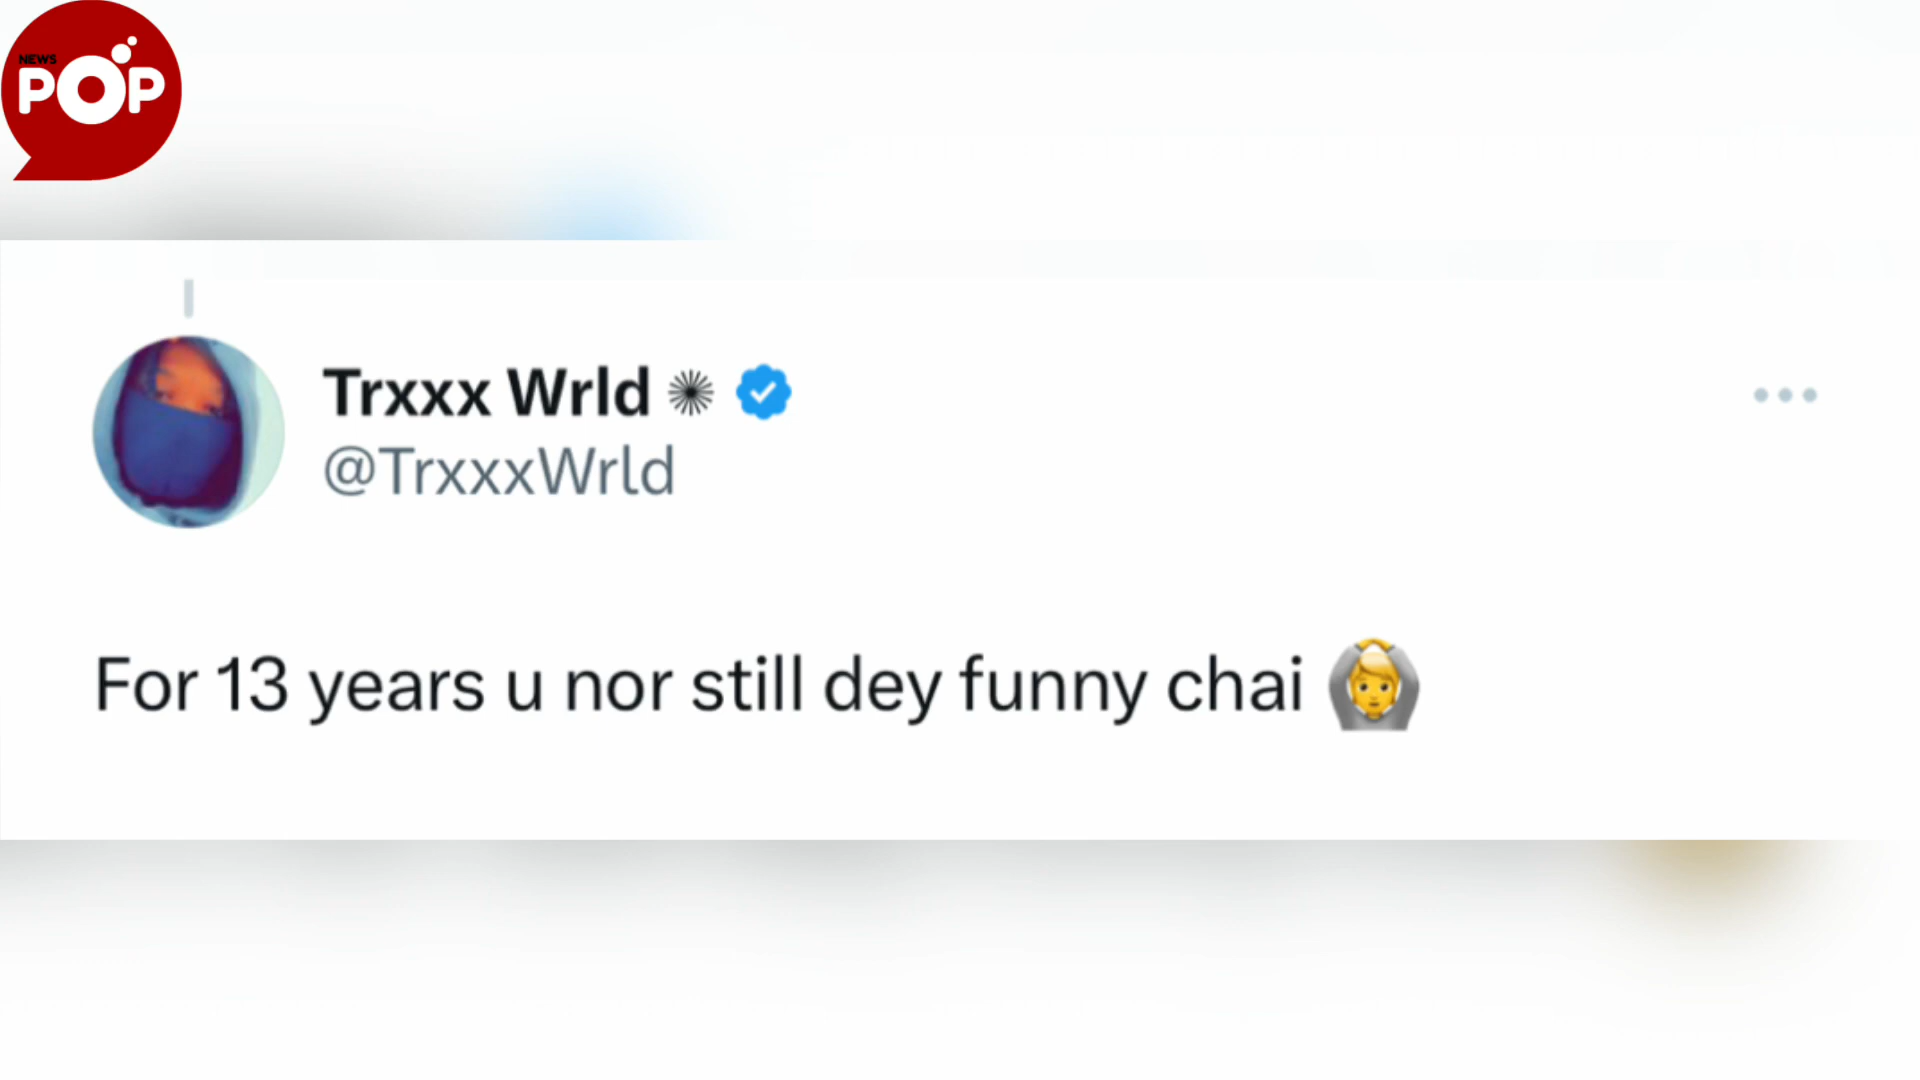 NEWS
POP
Trxxx Wrld
@TrxxxWrld
For 13 years u nor still dey funny chai 🙆